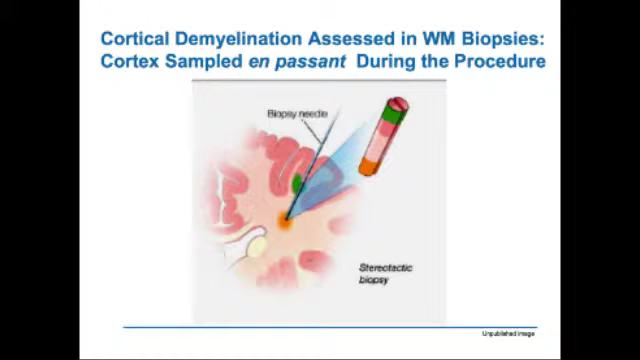 Cortical Demyelination Assessed in WM Biopsies:
Cortex Sampled en passant During the Procedure
Biopsy needle
Stereotactic
biopsy
Unpublished image